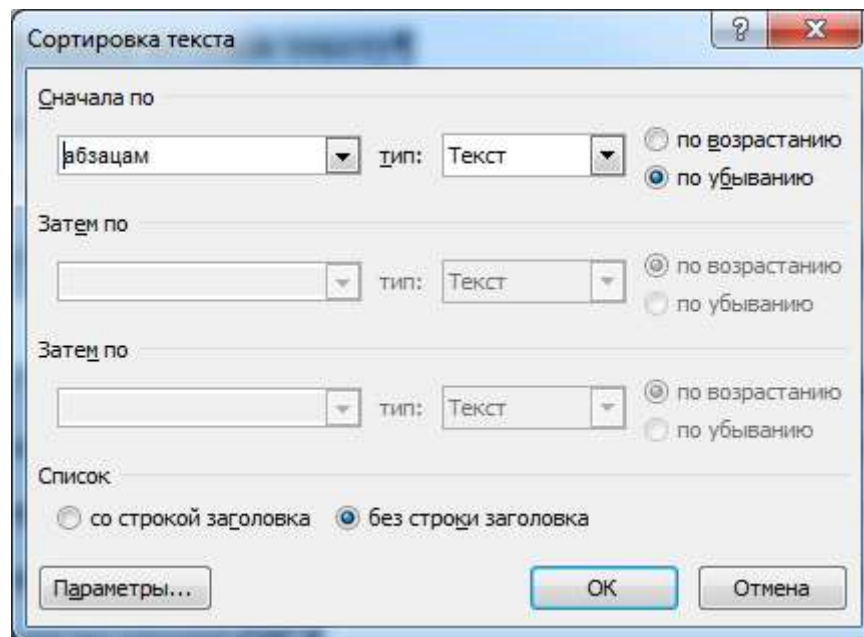 Сортировка текста
Сначала по
абзацам тип: Текст по возрастанию
по убыванию
Затем по
тип: Текст по возрастанию
по убыванию
Затем по
тип: Текст по возрастанию
по убыванию
Список
со строкой заголовка без строки заголовка
Параметры... ОК Отмена